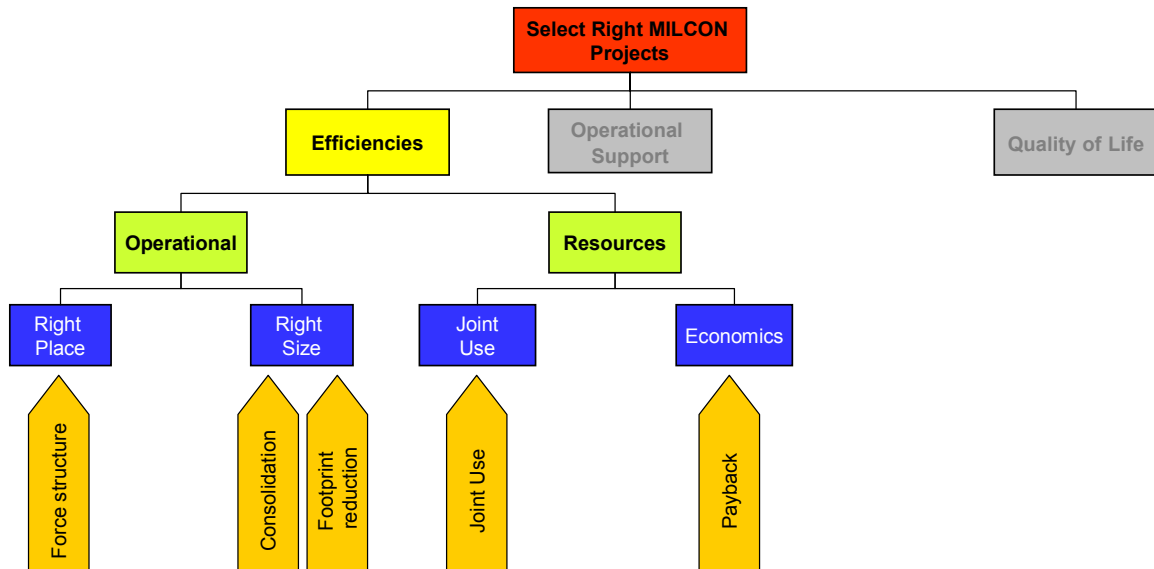 Select Right MILCON
Projects
Efficiencies
Operational
Support
Quality of Life
Operational
Resources
Right
Place
Right
Size
Joint
Use
Economics
Force structure
Consolidation
Footprint
reduction
Joint Use
Payback